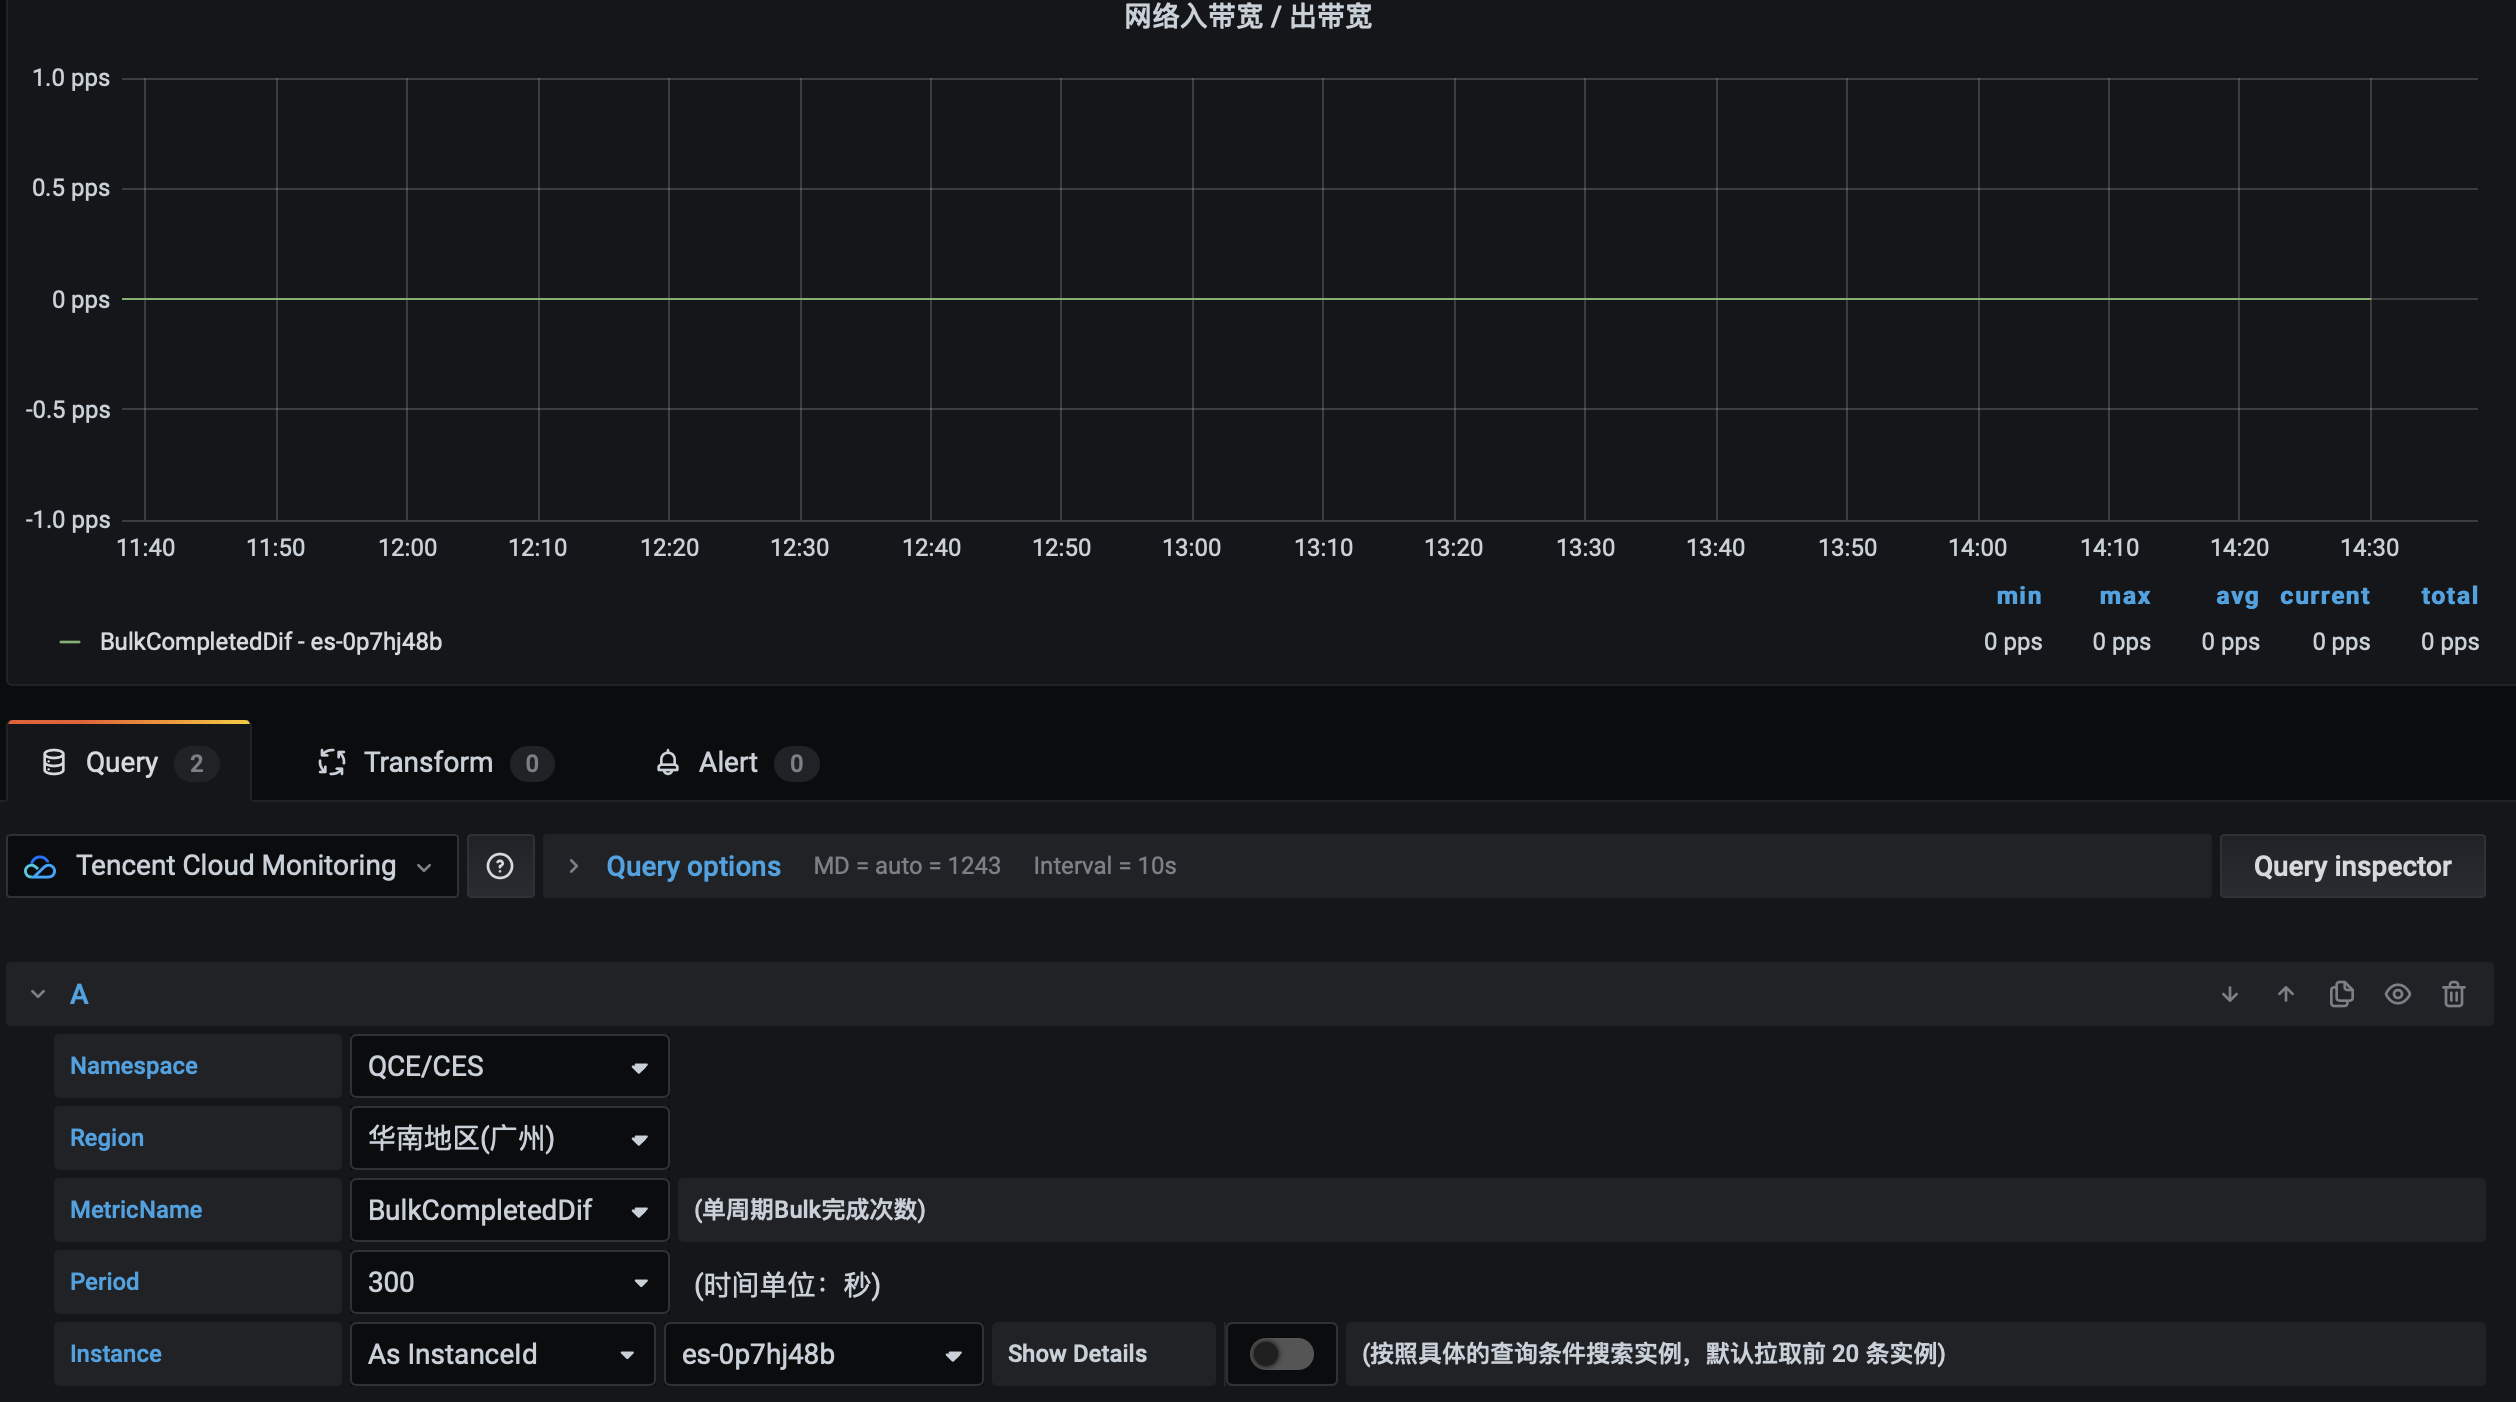 网络入带宽 / 出带宽
1.0 pps
0.5 pps
0 pps
-0.5 pps
-1.0 pps
11:40 11:50 12:00 12:10 12:20 12:30 12:40 12:50 13:00 13:10 13:20 13:30 13:40 13:50 14:00 14:10 14:20 14:30
min max avg current total
BulkCompletedDif - es-0p7hj48b 0 pps 0 pps 0 pps 0 pps 0 pps
Query 2 Transform 0 Alert 0
Tencent Cloud Monitoring Query options MD = auto = 1243 Interval = 10s Query inspector
A
Namespace QCE/CES
Region 华南地区(广州)
MetricName BulkCompletedDif (单周期Bulk完成次数)
Period 300 (时间单位：秒)
Instance As InstanceId es-0p7hj48b Show Details (按照具体的查询条件搜索实例，默认拉取前 20 条实例)